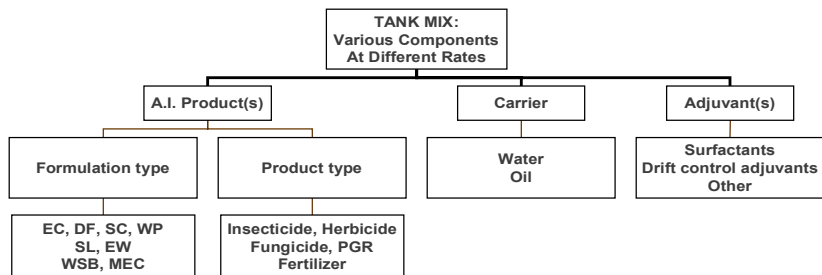 TANK MIX:
Various Components
At Different Rates
A.I. Product(s)
Carrier
Adjuvant(s)
Formulation type
Product type
Water
Oil
Surfactants
Drift control adjuvants
Other
EC, DF, SC, WP
SL, EW
WSB, MEC
Insecticide, Herbicide
Fungicide, PGR
Fertilizer